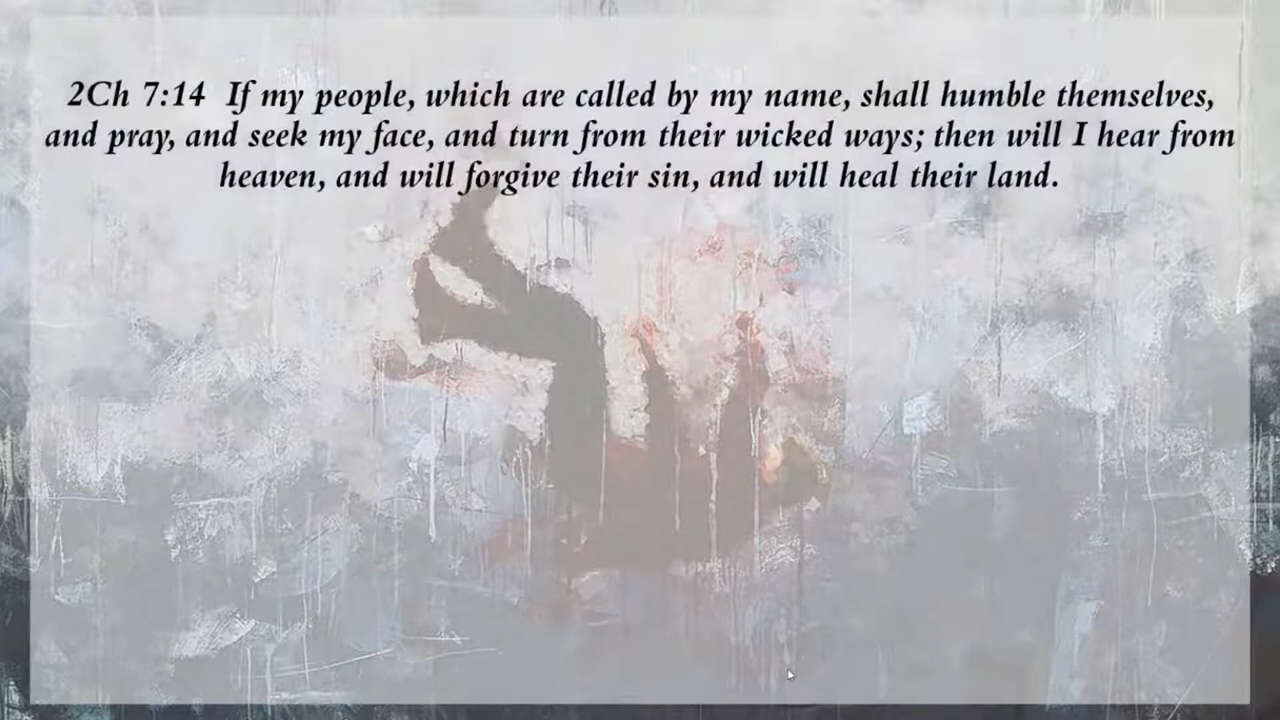 2Ch 7:14  If my people, which are called by my name, shall humble themselves,
and pray, and seek my face, and turn from their wicked ways; then will I hear from
heaven, and will forgive their sin, and will heal their land.